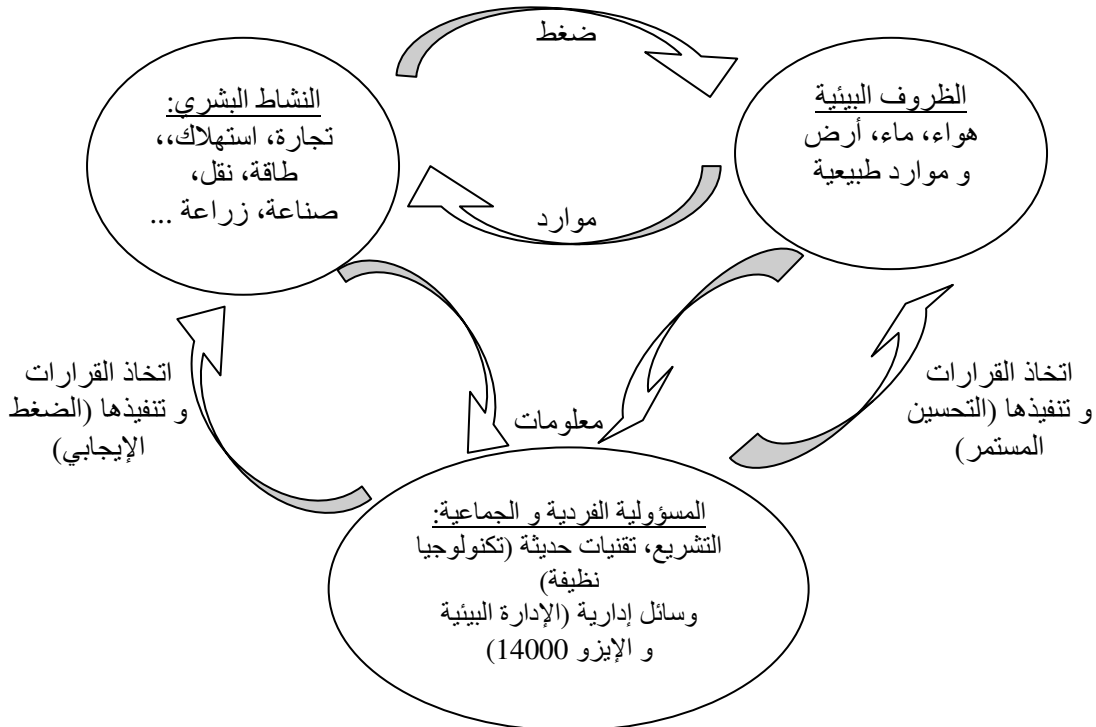 ضغط
الظروف البيئية
هواء، ماء، أرض
و موارد طبيعية
النشاط البشري:
تجارة، استهلاك،،
طاقة، نقل،
صناعة، زراعة ...
موارد
اتخاذ القرارات
و تنفيذها (التحسين
المستمر)
اتخاذ القرارات
و تنفيذها (الضغط
الإيجابي)
معلومات
المسؤولية الفردية و الجماعية:
التشريع، تقنيات حديثة (تكنولوجيا
نظيفة)
وسائل إدارية (الإدارة البيئية
و الإيزو 14000)